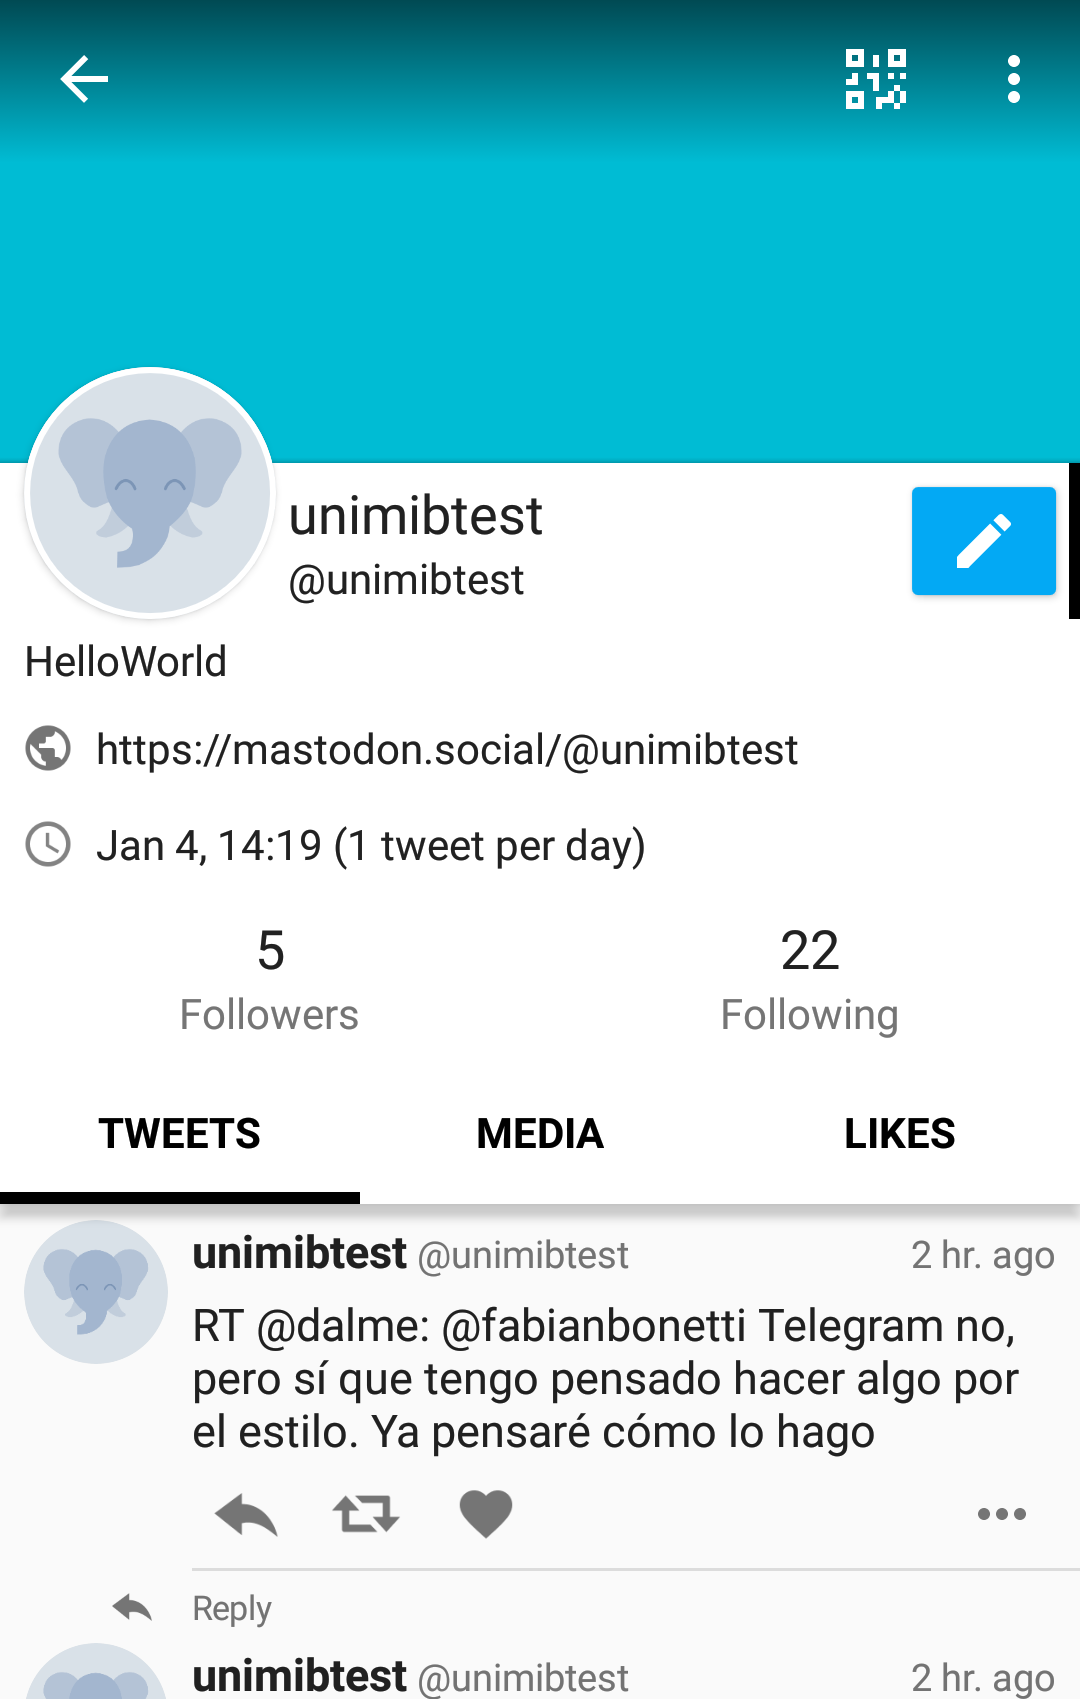 unimibtest
@unimibtest
HelloWorld
https://mastodon.social/@unimibtest
Jan 4, 14:19 (1 tweet per day)
5
Followers
22
Following
TWEETS
MEDIA
LIKES
unimibtest @unimibtest 2 hr. ago
RT @dalme: @fabianbonetti Telegram no,
pero sí que tengo pensado hacer algo por
el estilo. Ya pensaré cómo lo hago
Reply
unimibtest @unimibtest 2 hr. ago